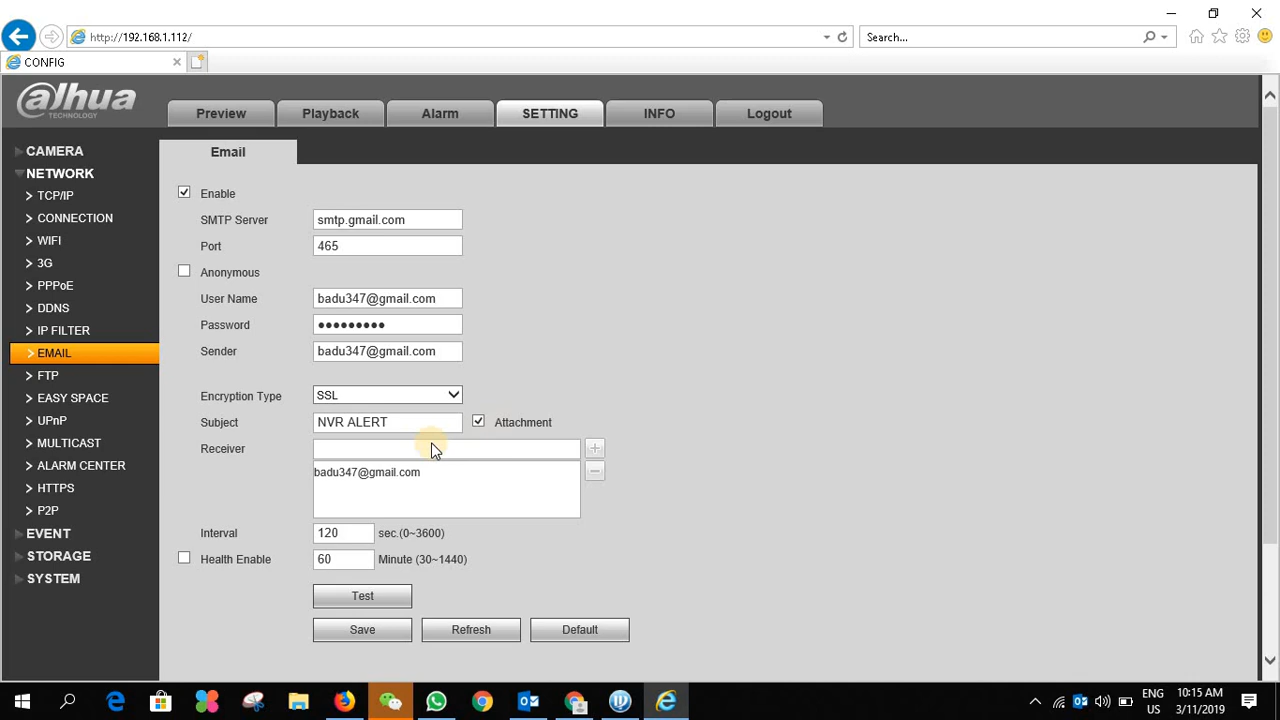 http://192.168.1.112/
Search...
CONFIG
alhua
TECHNOLOGY
Preview
Playback
Alarm
SETTING
INFO
Logout
CAMERA
NETWORK
TCP/IP
CONNECTION
WIFI
3G
PPPoE
DDNS
IP FILTER
EMAIL
FTP
EASY SPACE
UPnP
MULTICAST
ALARM CENTER
HTTPS
P2P
EVENT
STORAGE
SYSTEM
Email
Enable
SMTP Server smtp.gmail.com
Port 465
Anonymous
User Name badu347@gmail.com
Password ●●●●●●●●●
Sender badu347@gmail.com
Encryption Type SSL
Subject NVR ALERT Attachment
Receiver
badu347@gmail.com
Interval 120 sec.(0~3600)
Health Enable 60 Minute (30~1440)
Test
Save Refresh Default
ENG 10:15 AM
US 3/11/2019